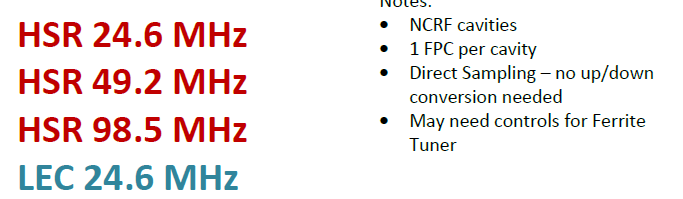 HSR 24.6 MHz
HSR 49.2 MHz
HSR 98.5 MHz
LEC 24.6 MHz
Notes:
• NCRF cavities
• 1 FPC per cavity
• Direct Sampling – no up/down
conversion needed
• May need controls for Ferrite
Tuner